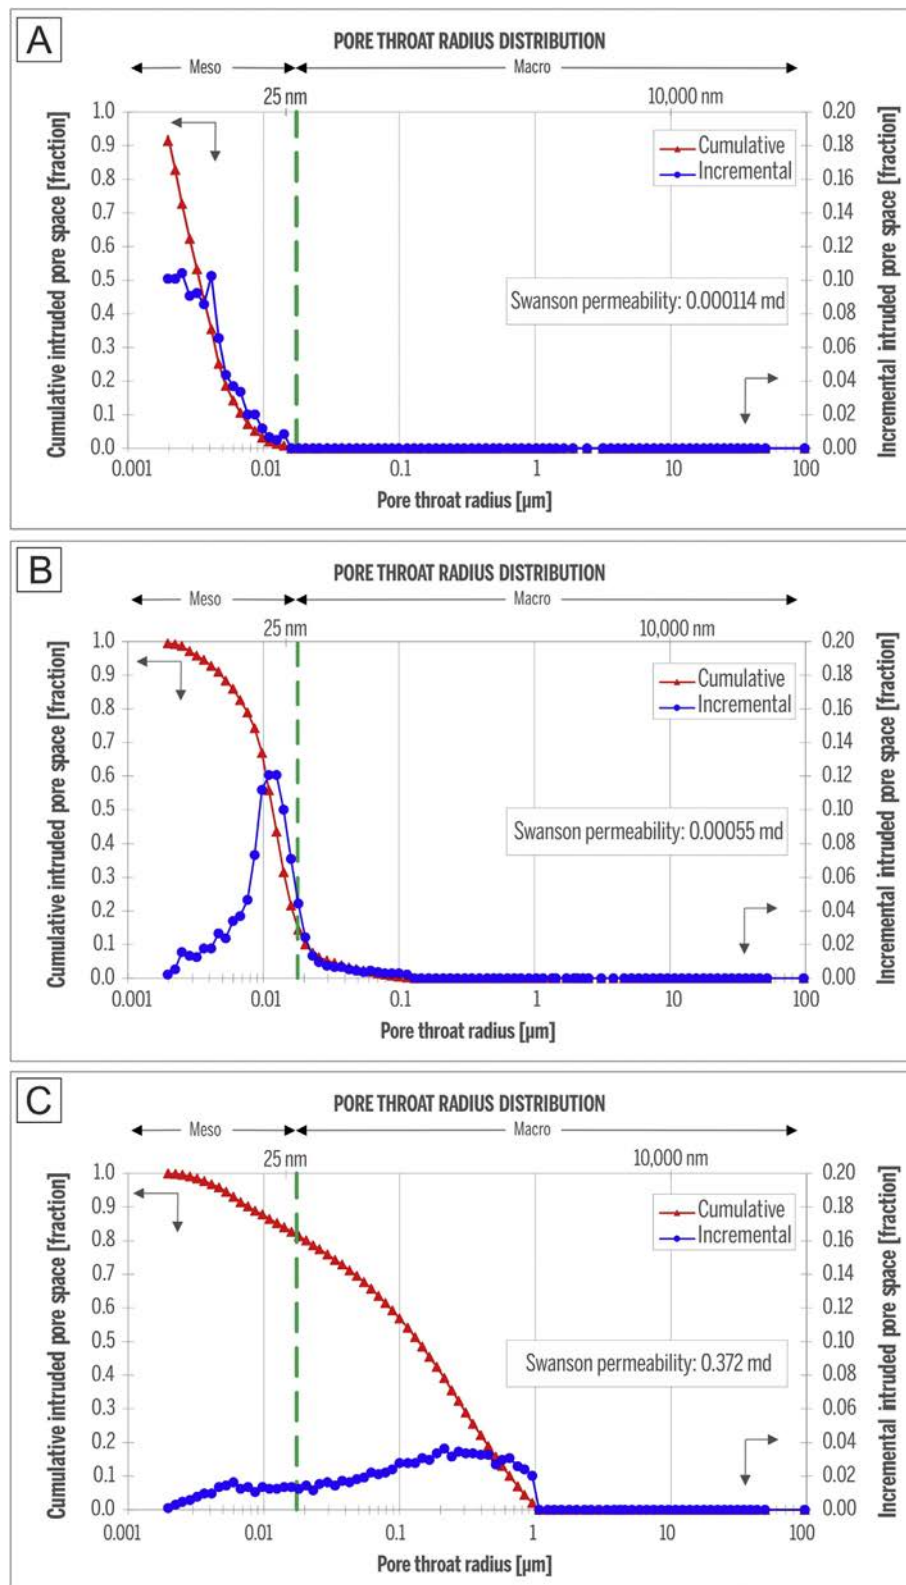 A
PORE THROAT RADIUS DISTRIBUTION
Meso Macro
25 nm 10,000 nm
Cumulative intruded pore space [fraction]
1.0
0.9
0.8
0.7
0.6
0.5
0.4
0.3
0.2
0.1
0.0
Cumulative
Incremental
Swanson permeability: 0.000114 md
0.20
0.18
0.16
0.14
0.12
0.10
0.08
0.06
0.04
0.02
0.00
Incremental intruded pore space [fraction]
0.001 0.01 0.1 1 10 100
Pore throat radius [µm]
B
PORE THROAT RADIUS DISTRIBUTION
Meso Macro
25 nm 10,000 nm
Cumulative intruded pore space [fraction]
1.0
0.9
0.8
0.7
0.6
0.5
0.4
0.3
0.2
0.1
0.0
Cumulative
Incremental
Swanson permeability: 0.00055 md
0.20
0.18
0.16
0.14
0.12
0.10
0.08
0.06
0.04
0.02
0.00
Incremental intruded pore space [fraction]
0.001 0.01 0.1 1 10 100
Pore throat radius [µm]
C
PORE THROAT RADIUS DISTRIBUTION
Meso Macro
25 nm 10,000 nm
Cumulative intruded pore space [fraction]
1.0
0.9
0.8
0.7
0.6
0.5
0.4
0.3
0.2
0.1
0.0
Cumulative
Incremental
Swanson permeability: 0.372 md
0.20
0.18
0.16
0.14
0.12
0.10
0.08
0.06
0.04
0.02
0.00
Incremental intruded pore space [fraction]
0.001 0.01 0.1 1 10 100
Pore throat radius [µm]